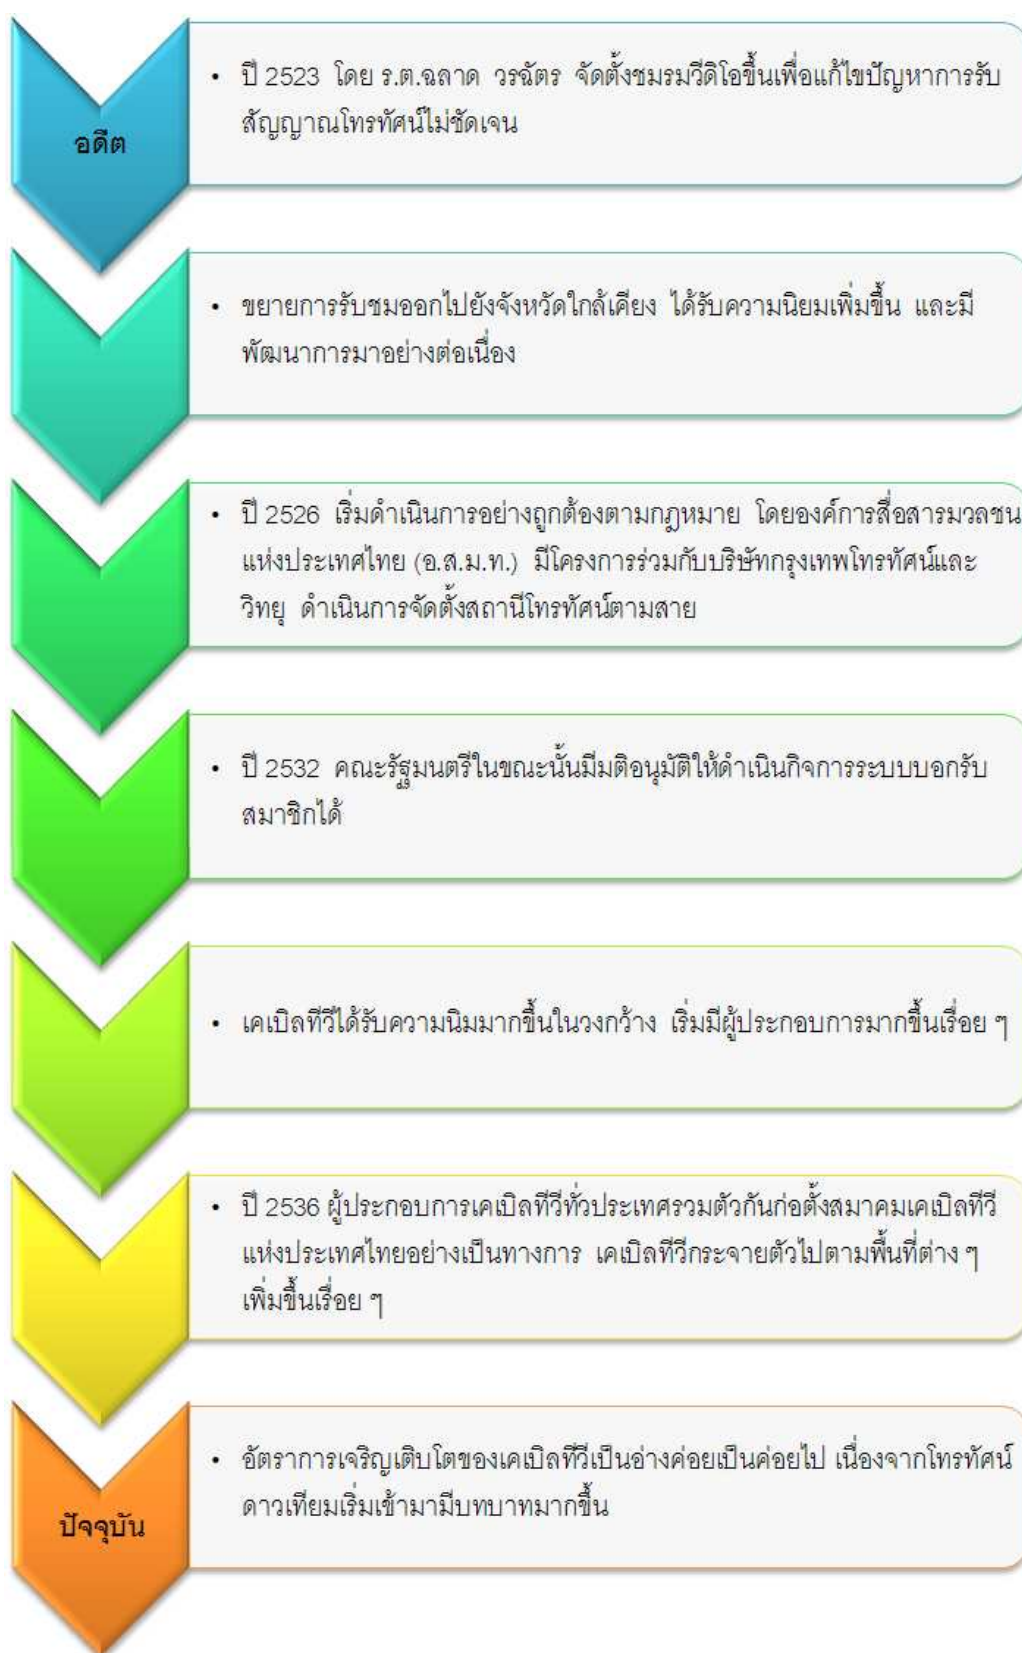 อดีต
• ปี 2523 โดย ร.ต.ฉลาด วรฉัตร จัดตั้งชมรมวีดิโอขึ้นเพื่อแก้ไขปัญหาการรับ
สัญญาณโทรทัศน์ไม่ชัดเจน
• ขยายการรับชมออกไปยังจังหวัดใกล้เคียง ได้รับความนิยมเพิ่มขึ้น และมี
พัฒนาการมาอย่างต่อเนื่อง
• ปี 2526 เริ่มดำเนินการอย่างถูกต้องตามกฎหมาย โดยองค์การสื่อสารมวลชน
แห่งประเทศไทย (อ.ส.ม.ท.) มีโครงการร่วมกับบริษัทกรุงเทพโทรทัศน์และ
วิทยุ ดำเนินการจัดตั้งสถานีโทรทัศน์ตามสาย
• ปี 2532 คณะรัฐมนตรีในขณะนั้นมีมติอนุมัติให้ดำเนินกิจการระบบบอกรับ
สมาชิกได้
• เคเบิลทีวีได้รับความนิมมากขึ้นในวงกว้าง เริ่มมีผู้ประกอบการมากขึ้นเรื่อย ๆ
• ปี 2536 ผู้ประกอบการเคเบิลทีวีทั่วประเทศรวมตัวกันก่อตั้งสมาคมเคเบิลทีวี
แห่งประเทศไทยอย่างเป็นทางการ เคเบิลทีวีกระจายตัวไปตามพื้นที่ต่าง ๆ
เพิ่มขึ้นเรื่อย ๆ
ปัจจุบัน
• อัตราการเจริญเติบโตของเคเบิลทีวีเป็นอ่างค่อยเป็นค่อยไป เนื่องจากโทรทัศน์
ดาวเทียมเริ่มเข้ามามีบทบาทมากขึ้น